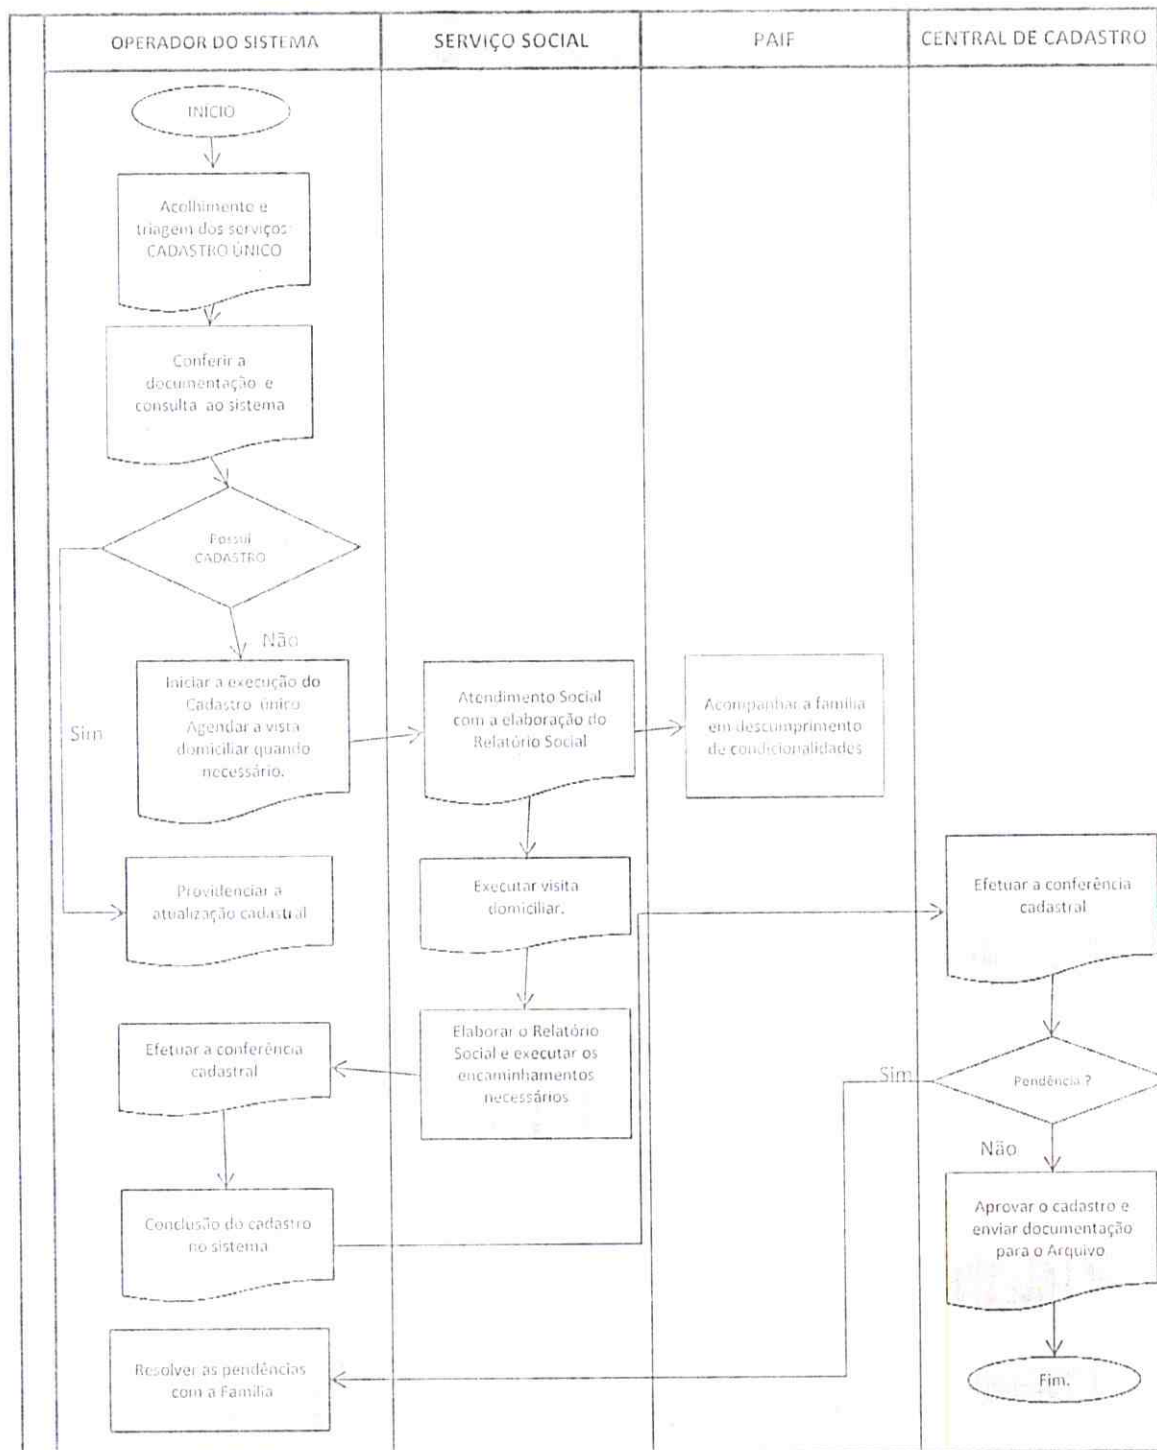 OPERADOR DO SISTEMA
SERVIÇO SOCIAL
PAIF
CENTRAL DE CADASTRO
INÍCIO
Acolhimento e
triagem dos serviços:
CADASTRO ÚNICO
Conferir a
documentação e
consulta ao sistema
Possui
CADASTRO
Não
Sim
Iniciar a execução do
Cadastro único
Agendar a vista
domiciliar quando
necessário.
Atendimento Social
com a elaboração do
Relatório Social
Acompanhar a família
em descumprimento
de condicionalidades
Providenciar a
atualização cadastral
Executar visita
domiciliar.
Efetuar a conferência
cadastral
Efetuar a conferência
cadastral
Elaborar o Relatório
Social e executar os
encaminhamentos
necessários
Sim
Pendência ?
Não
Conclusão do cadastro
no sistema
Aprovar o cadastro e
enviar documentação
para o Arquivo
Resolver as pendências
com a Família
Fim.